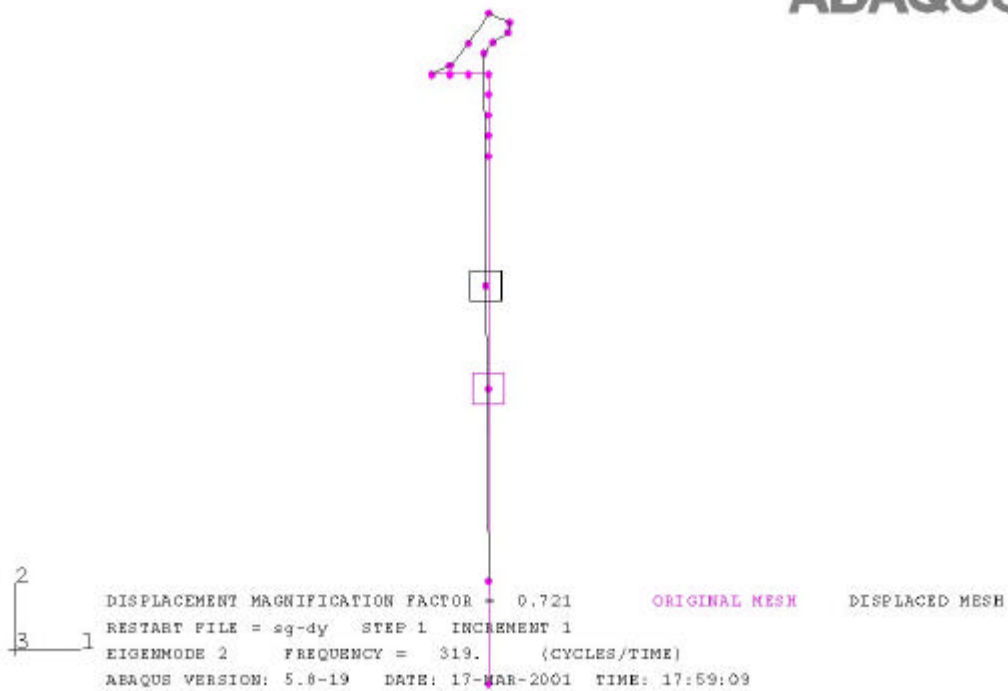 ABAQUS
2
3 1
DISPLACEMENT MAGNIFICATION FACTOR = 0.721 ORIGINAL MESH DISPLACED MESH
RESTART FILE = sg-dy STEP 1 INCREMENT 1
EIGENMODE 2 FREQUENCY = 319. (CYCLES/TIME)
ABAQUS VERSION: 5.8-19 DATE: 17-MAR-2001 TIME: 17:59:09